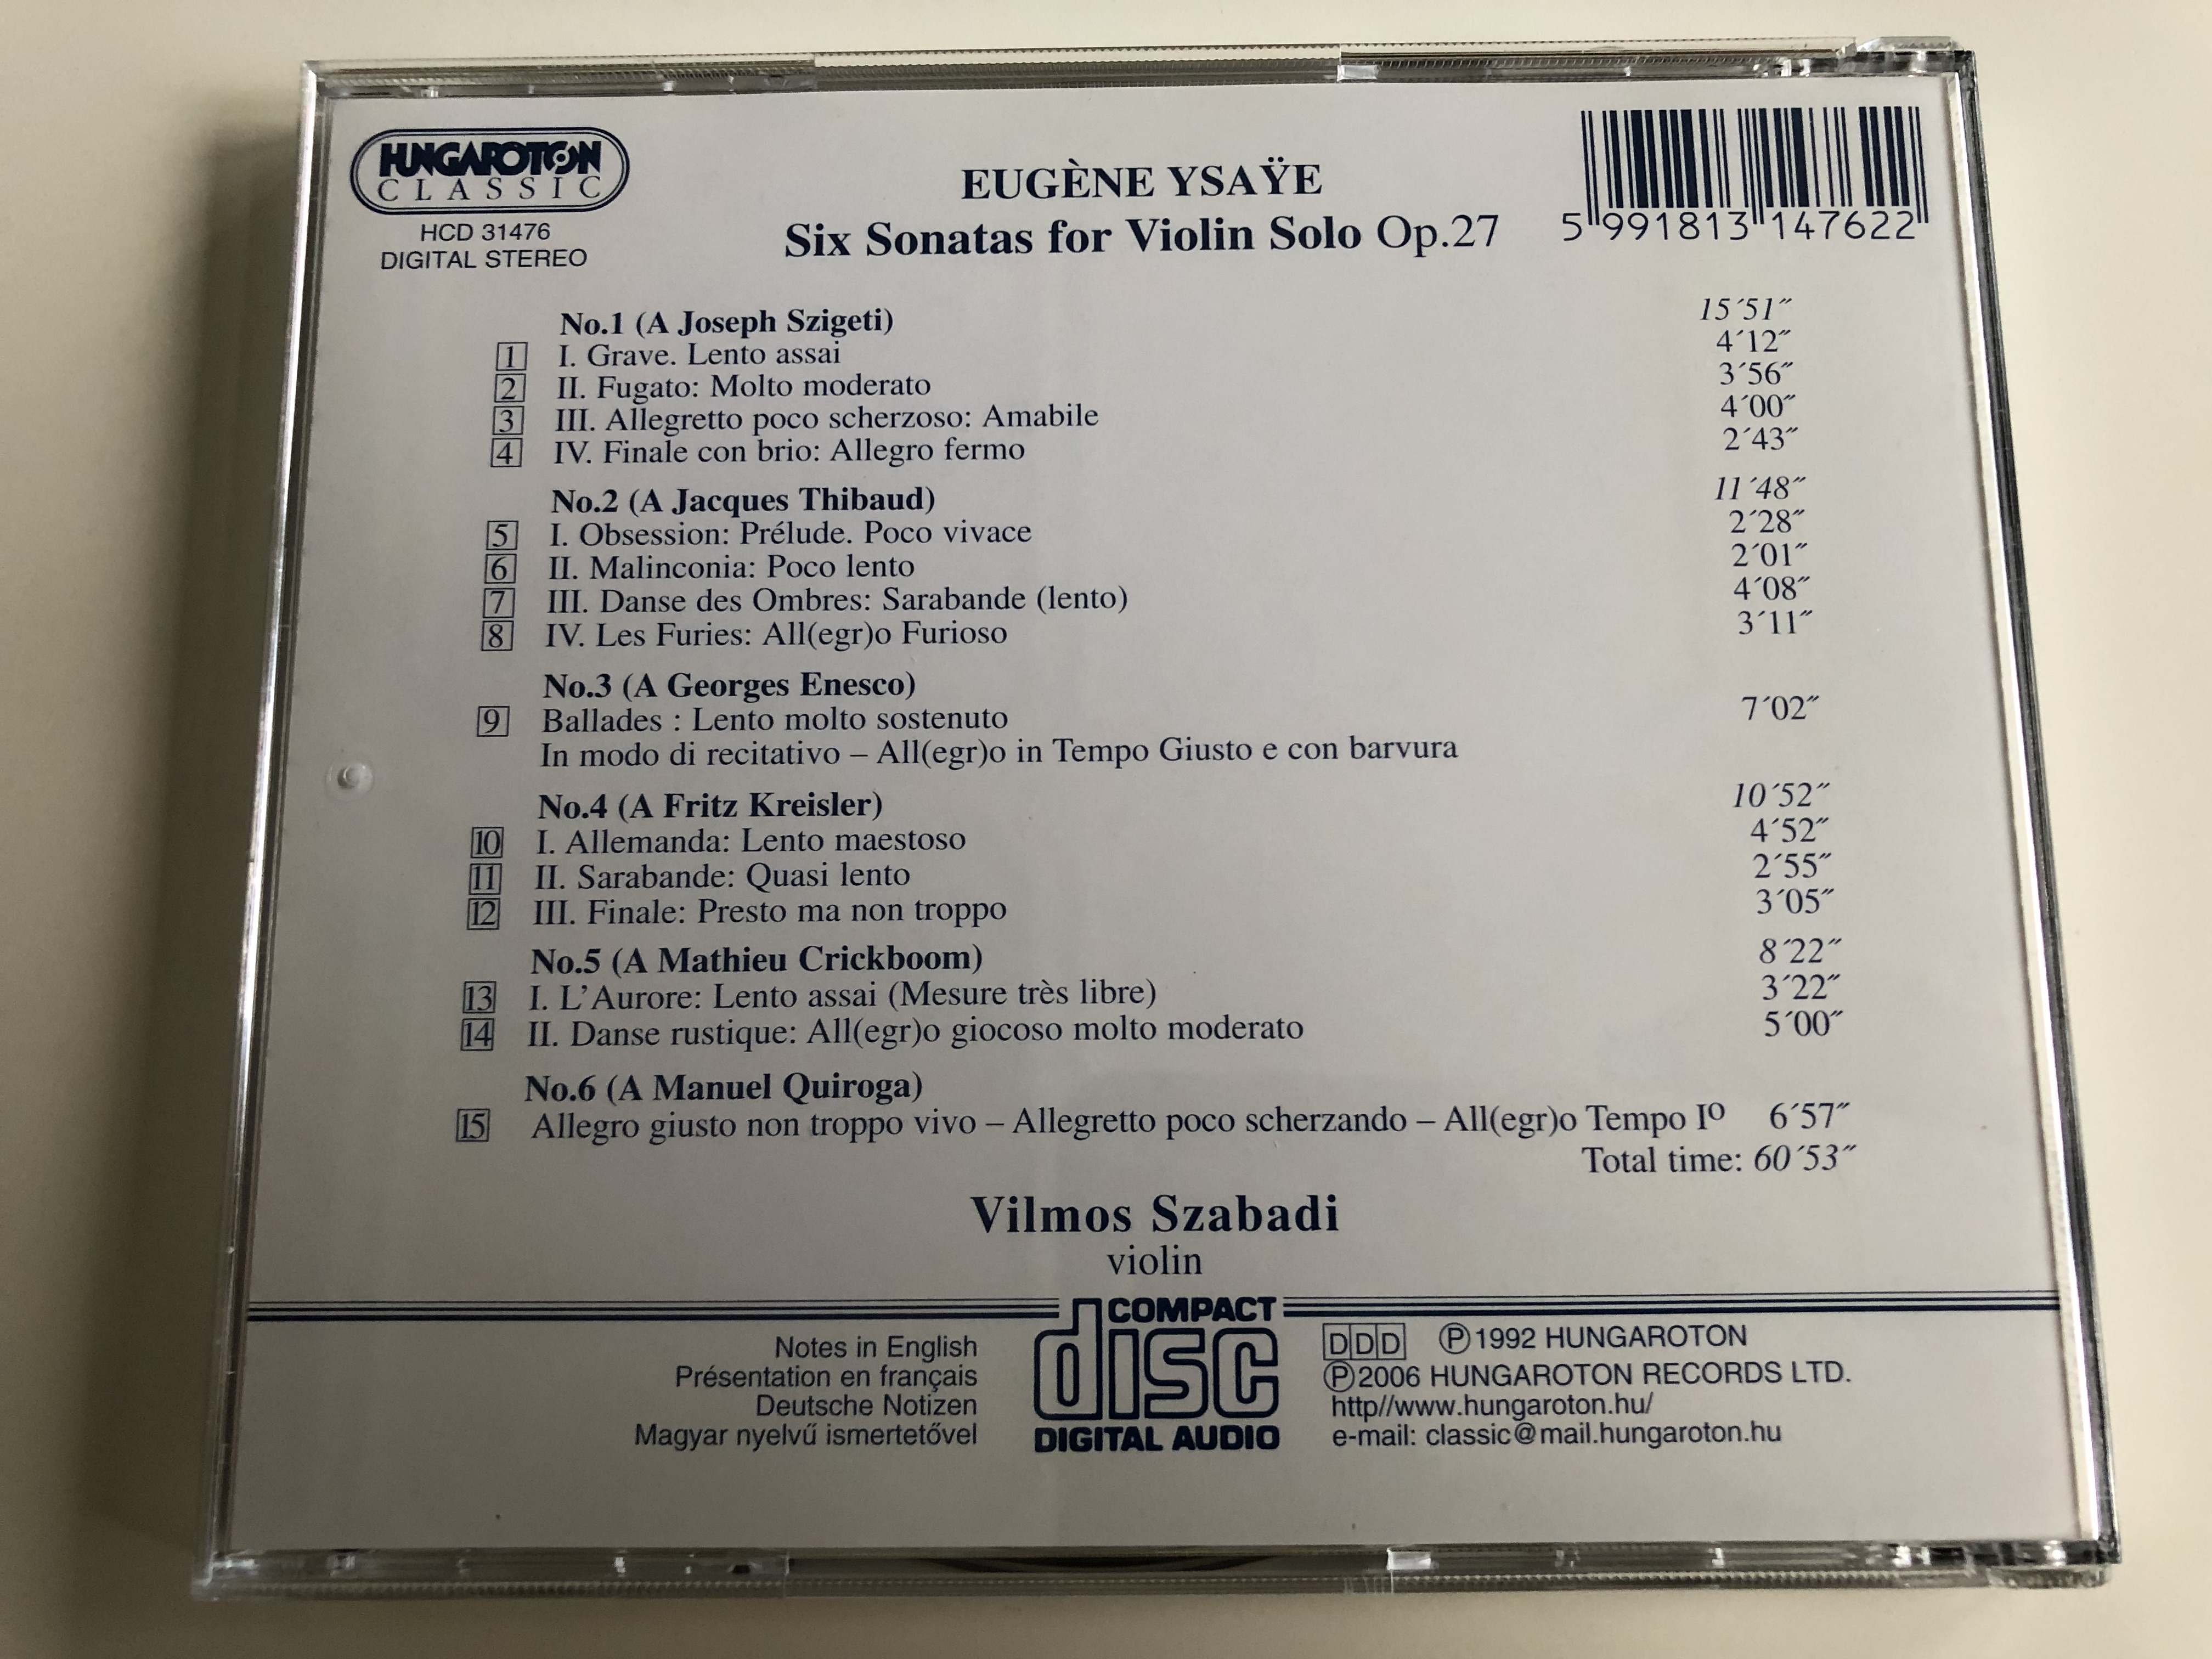 HUNGAROTON
CLASSIC
HCD 31476
DIGITAL STEREO
EUGÈNE YSAŸE
Six Sonatas for Violin Solo Op.27
5 991813 147622
No.1 (A Joseph Szigeti) 15´51˝
1 I. Grave. Lento assai 4´12˝
2 II. Fugato: Molto moderato 3´56˝
3 III. Allegretto poco scherzoso: Amabile 4´00˝
4 IV. Finale con brio: Allegro fermo 2´43˝
No.2 (A Jacques Thibaud) 11´48˝
5 I. Obsession: Prélude. Poco vivace 2´28˝
6 II. Malinconia: Poco lento 2´01˝
7 III. Danse des Ombres: Sarabande (lento) 4´08˝
8 IV. Les Furies: All(egr)o Furioso 3´11˝
No.3 (A Georges Enesco)
9 Ballades : Lento molto sostenuto 7´02˝
In modo di recitativo – All(egr)o in Tempo Giusto e con barvura
No.4 (A Fritz Kreisler) 10´52˝
10 I. Allemanda: Lento maestoso 4´52˝
11 II. Sarabande: Quasi lento 2´55˝
12 III. Finale: Presto ma non troppo 3´05˝
No.5 (A Mathieu Crickboom) 8´22˝
13 I. L'Aurore: Lento assai (Mesure très libre) 3´22˝
14 II. Danse rustique: All(egr)o giocoso molto moderato 5´00˝
No.6 (A Manuel Quiroga)
15 Allegro giusto non troppo vivo – Allegretto poco scherzando – All(egr)o Tempo Iº 6´57˝
Total time: 60´53˝
Vilmos Szabadi
violin
Notes in English
Présentation en français
Deutsche Notizen
Magyar nyelvű ismertetővel
COMPACT
disc
DIGITAL AUDIO
DDD ℗1992 HUNGAROTON
℗2006 HUNGAROTON RECORDS LTD.
http//www.hungaroton.hu/
e-mail: classic@mail.hungaroton.hu